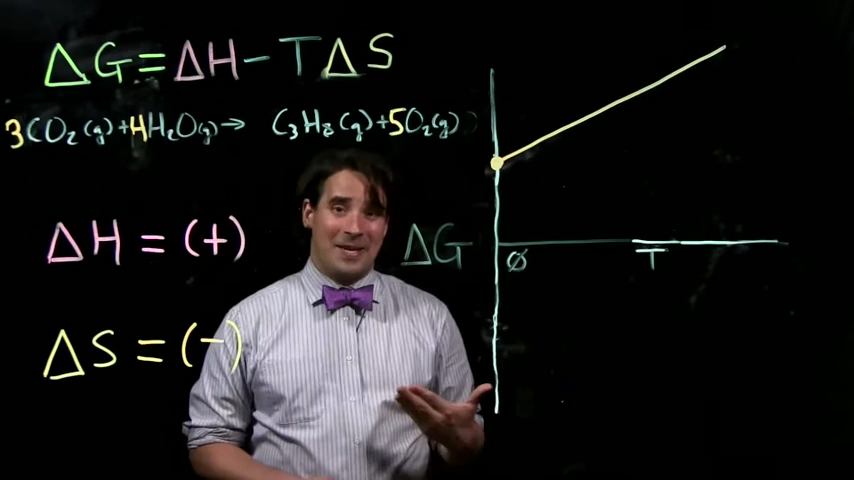 ΔG=ΔH-TΔS
3CO₂(g)+4H₂O(g)→ C₃H₈(g)+5O₂(g)
ΔH=(+)
ΔG
Ø
T
ΔS=(-)